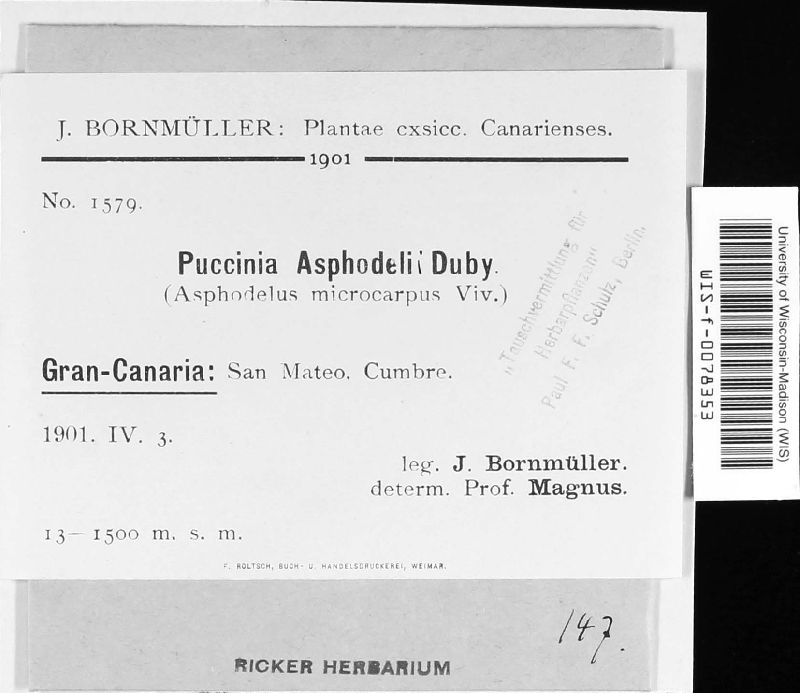 J. BORNMÜLLER: Plantae exsicc. Canarienses.
1901
No. 1579.
Puccinia Asphodelii Duby.
(Asphodelus microcarpus Viv.)
„Tauschvermittlung für
Herbarpflanzen"
Paul F. F. Schulz, Berlin.
Gran-Canaria: San Mateo, Cumbre.
1901. IV. 3.
leg. J. Bornmüller.
determ. Prof. Magnus.
13—1500 m. s. m.
F. ROLTSCH, BUCH- U. HANDELSDRUCKEREI, WEIMAR.
147.
RICKER HERBARIUM
University of Wisconsin-Madison (WIS)
WIS-f-0078353